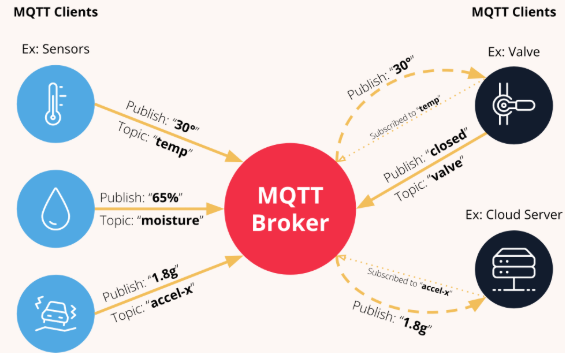 MQTT Clients
MQTT Clients
Ex: Sensors
Ex: Valve
Publish: “30°”
Topic: “temp”
Publish: “30°”
Subscribed to “temp”
Publish: “closed”
Topic: “valve”
Publish: “65%”
Topic: “moisture”
MQTT
Broker
Ex: Cloud Server
Publish: “1.8g”
Topic: “accel-x”
Subscribed to “accel-x”
Publish: “1.8g”